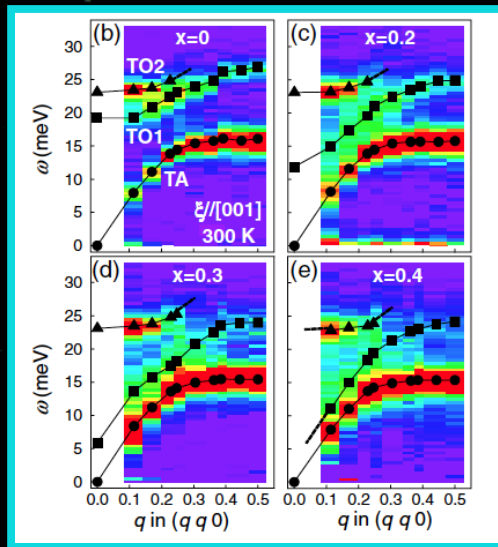 (b) x=0
(c) x=0.2
30
25
20
15
10
5
0
ω (meV)
TO2
TO1
TA
ξ//[001]
300 K
(d) x=0.3
(e) x=0.4
30
25
20
15
10
5
0
ω (meV)
0.0 0.1 0.2 0.3 0.4 0.5
0.0 0.1 0.2 0.3 0.4 0.5
q in (q q 0)
q in (q q 0)